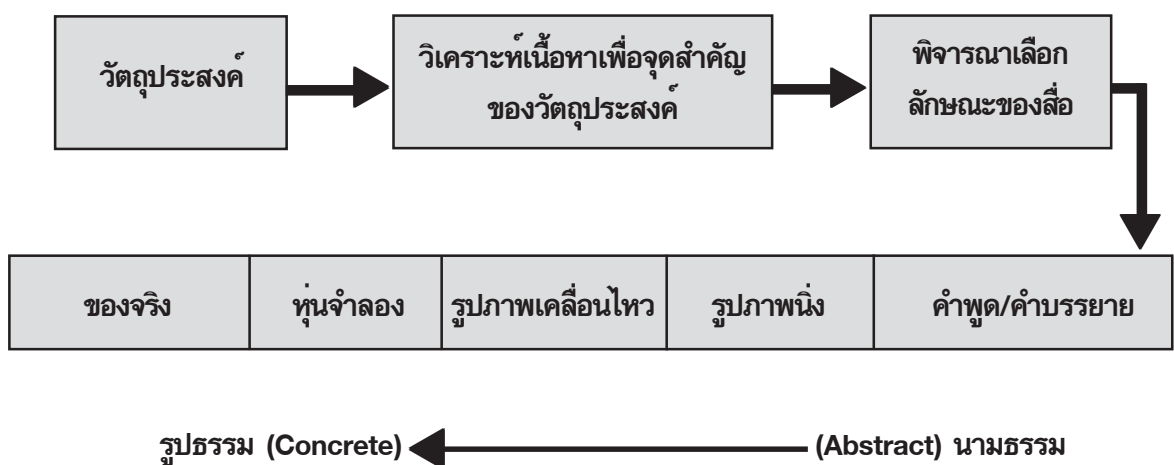 วัตถุประสงค์
วิเคราะห์เนื้อหาเพื่อจุดสำคัญ
ของวัตถุประสงค์
พิจารณาเลือก
ลักษณะของสื่อ
ของจริง
หุ่นจำลอง
รูปภาพเคลื่อนไหว
รูปภาพนิ่ง
คำพูด/คำบรรยาย
รูปธรรม (Concrete)
(Abstract) นามธรรม